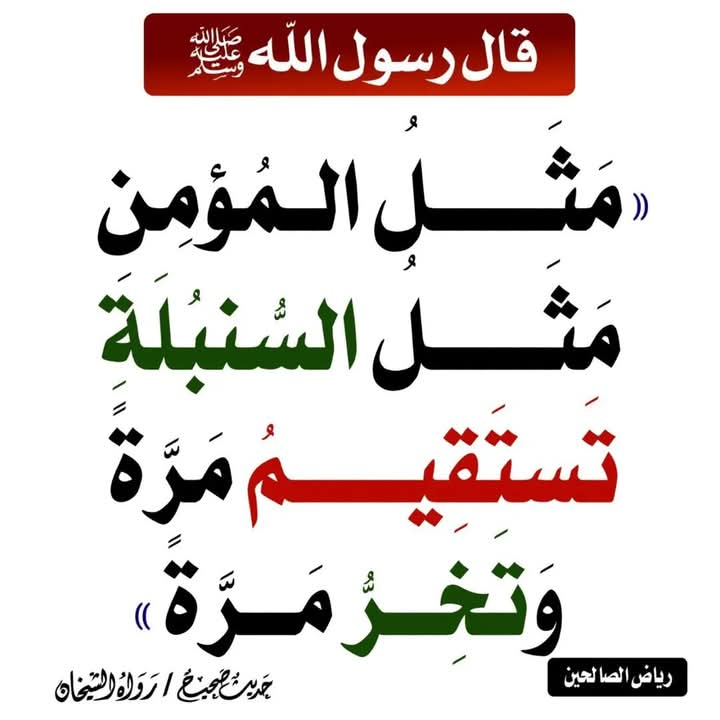 قال رسول الله صلى الله عليه وسلم
« مَثَلُ المُؤمِن
مَثَلُ السُّنبُلَةِ
تَستَقِيمُ مَرَّةً
وَتَخِرُّ مَرَّةً »
رياض الصالحين
حديث صحيح / رواه الشيخان